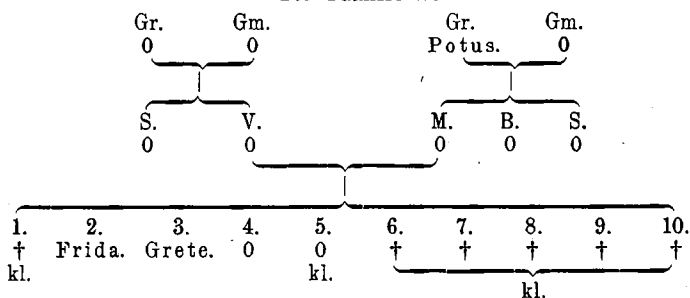 Gr. Gm. Gr. Gm.
0 0 Potus. 0
S. V. M. B. S.
0 0 0 0 0
1. 2. 3. 4. 5. 6. 7. 8. 9. 10.
† Frida. Grete. 0 0 † † † † †
kl. kl. kl.